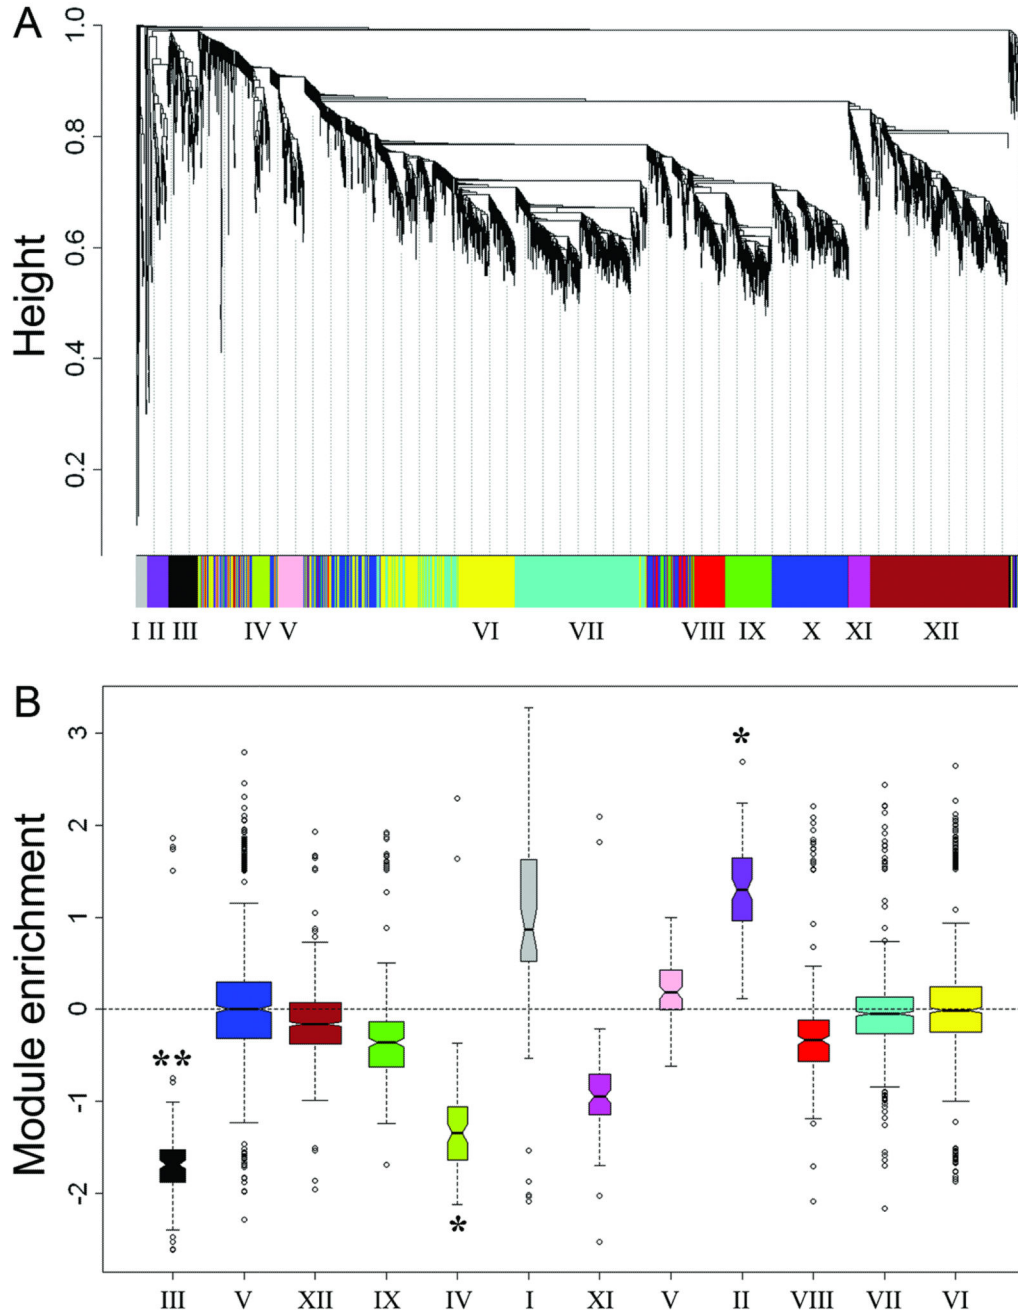 A
Height
1.0
0.8
0.6
0.4
0.2
I II III IV V VI VII VIII IX X XI XII
B
Module enrichment
3
2
1
0
-1
-2
**
*
*
III V XII IX IV I XI V II VIII VII VI